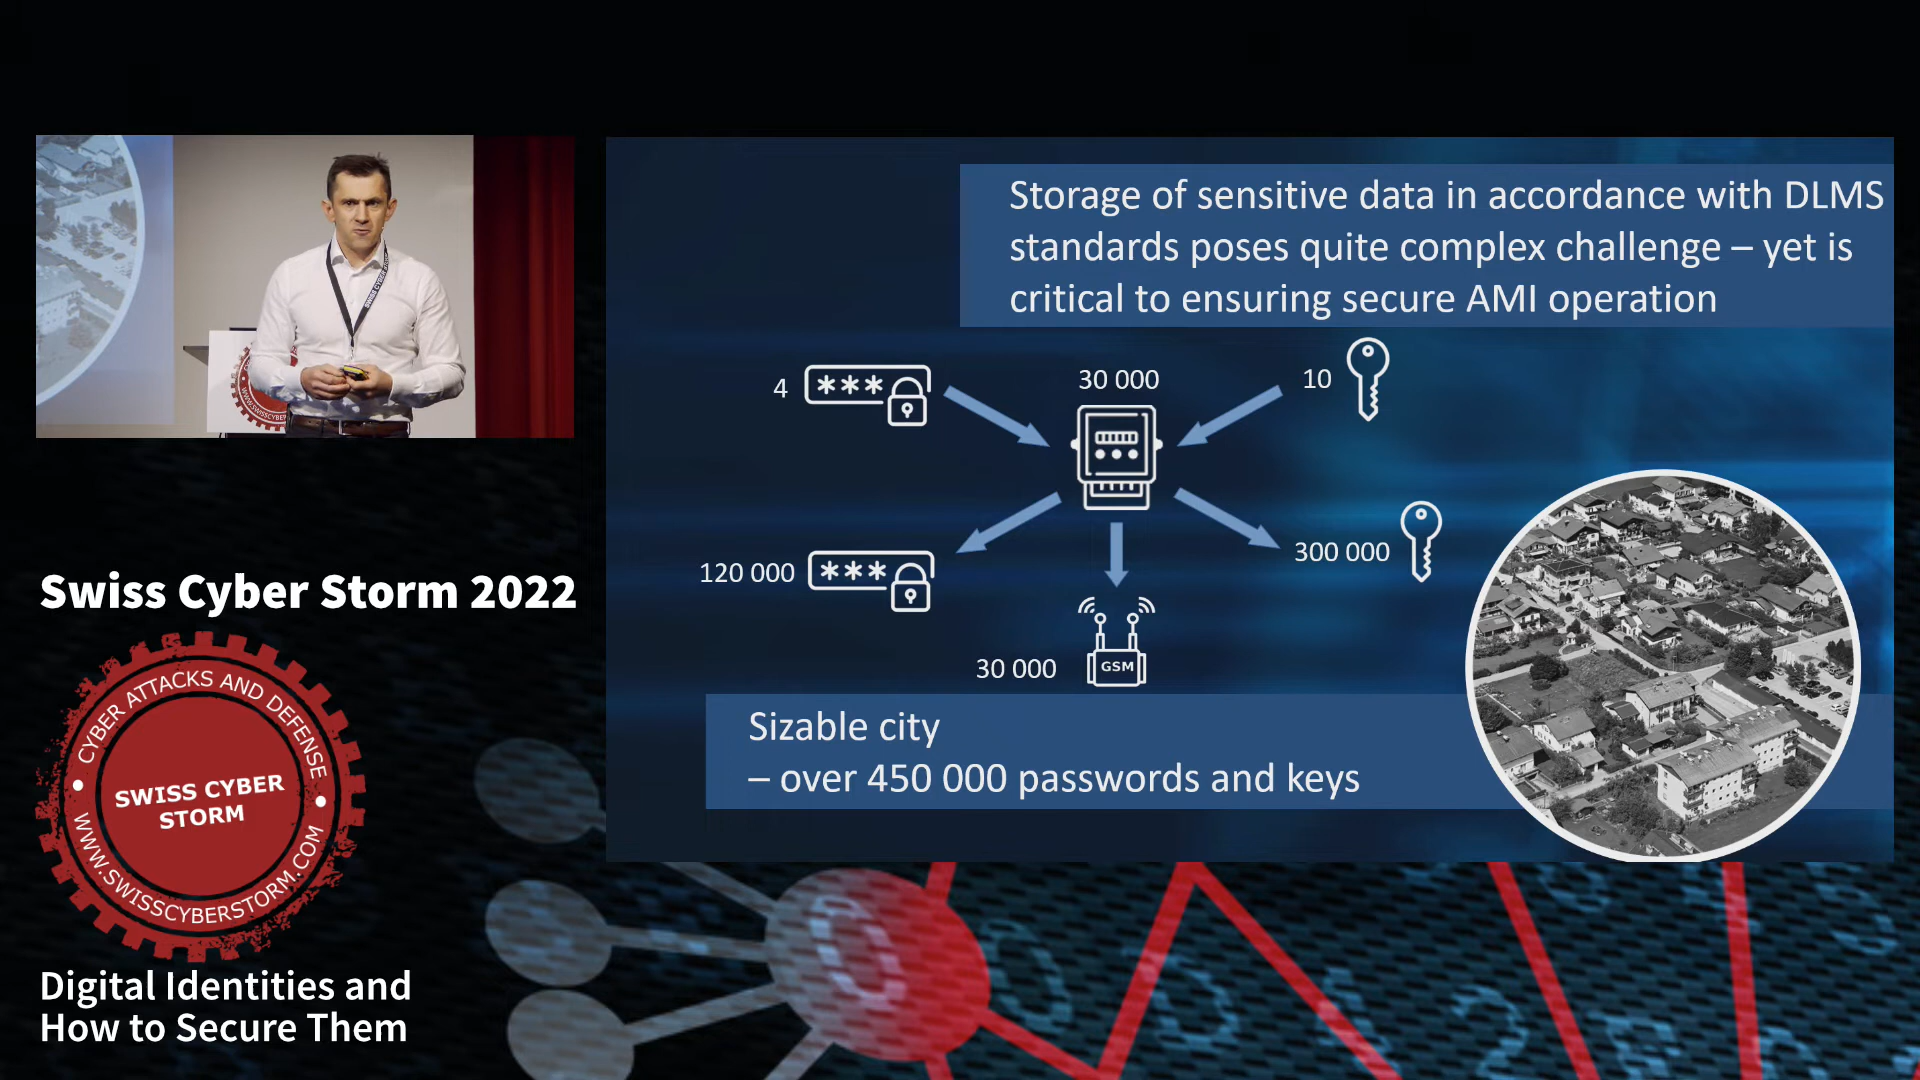 Storage of sensitive data in accordance with DLMS
standards poses quite complex challenge – yet is
critical to ensuring secure AMI operation
4
***
30 000
10
120 000
***
300 000
30 000
GSM
Sizable city
– over 450 000 passwords and keys
Swiss Cyber Storm 2022
CYBER ATTACKS AND DEFENSE
SWISS CYBER
STORM
WWW.SWISSCYBERSTORM.COM
Digital Identities and
How to Secure Them